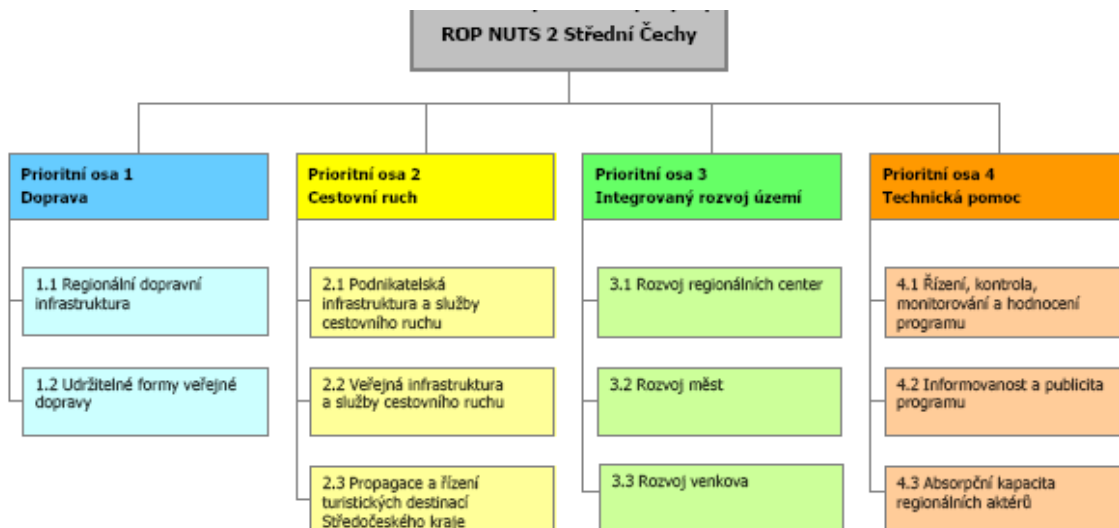 ROP NUTS 2 Střední Čechy
Prioritní osa 1
Doprava
Prioritní osa 2
Cestovní ruch
Prioritní osa 3
Integrovaný rozvoj území
Prioritní osa 4
Technická pomoc
1.1 Regionální dopravní
infrastruktura
2.1 Podnikatelská
infrastruktura a služby
cestovního ruchu
3.1 Rozvoj regionálních center
4.1 Řízení, kontrola,
monitorování a hodnocení
programu
1.2 Udržitelné formy veřejné
dopravy
2.2 Veřejná infrastruktura
a služby cestovního ruchu
3.2 Rozvoj měst
4.2 Informovanost a publicita
programu
2.3 Propagace a řízení
turistických destinací
Středočeského kraje
3.3 Rozvoj venkova
4.3 Absorpční kapacita
regionálních aktérů